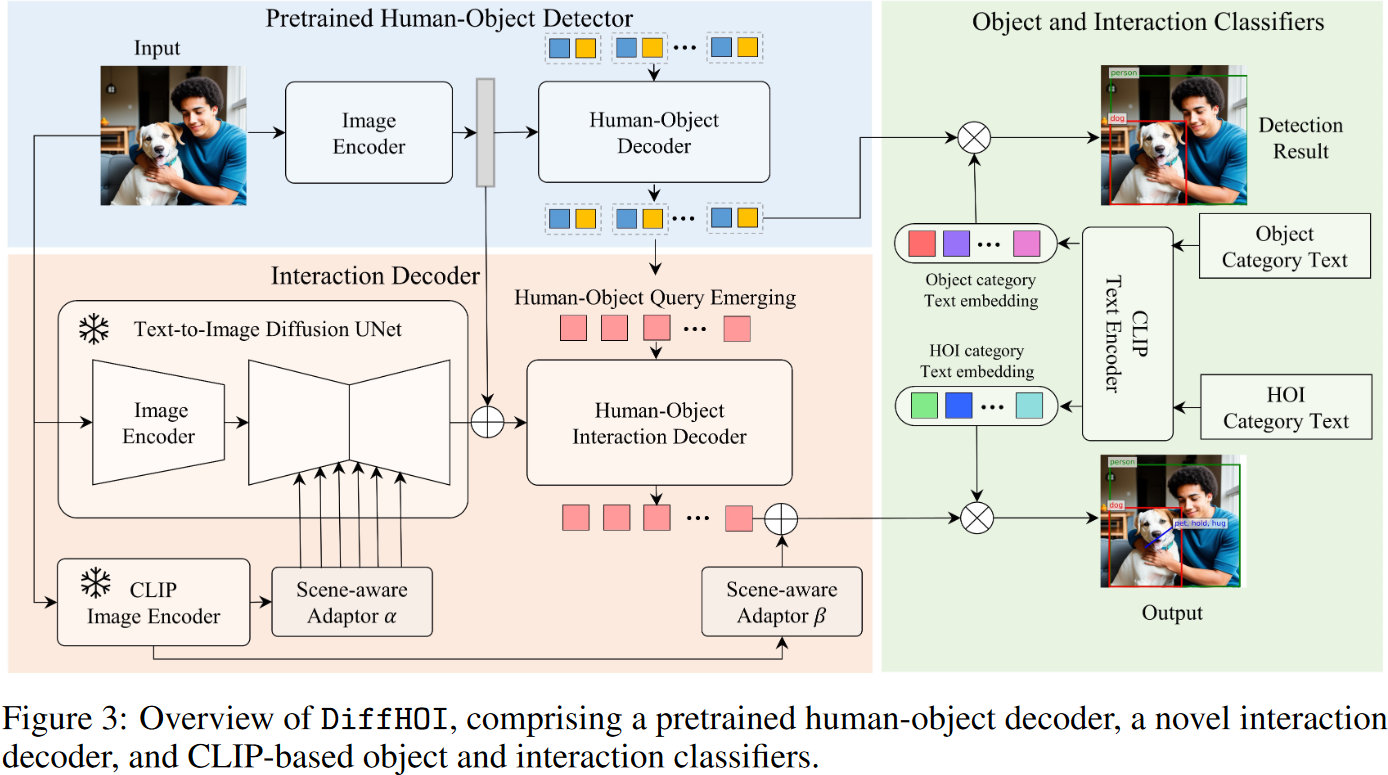 Pretrained Human-Object Detector
Input
Image
Encoder
Human-Object
Decoder
Interaction Decoder
Text-to-Image Diffusion UNet
Image
Encoder
CLIP
Image Encoder
Scene-aware
Adaptor α
Human-Object Query Emerging
Human-Object
Interaction Decoder
Scene-aware
Adaptor β
Object and Interaction Classifiers
person
dog
Detection
Result
Object category
Text embedding
Object
Category Text
CLIP
Text Encoder
HOI category
Text embedding
HOI
Category Text
person
dog
pet, hold, hug
Output
Figure 3: Overview of DiffHOI, comprising a pretrained human-object decoder, a novel interaction
decoder, and CLIP-based object and interaction classifiers.